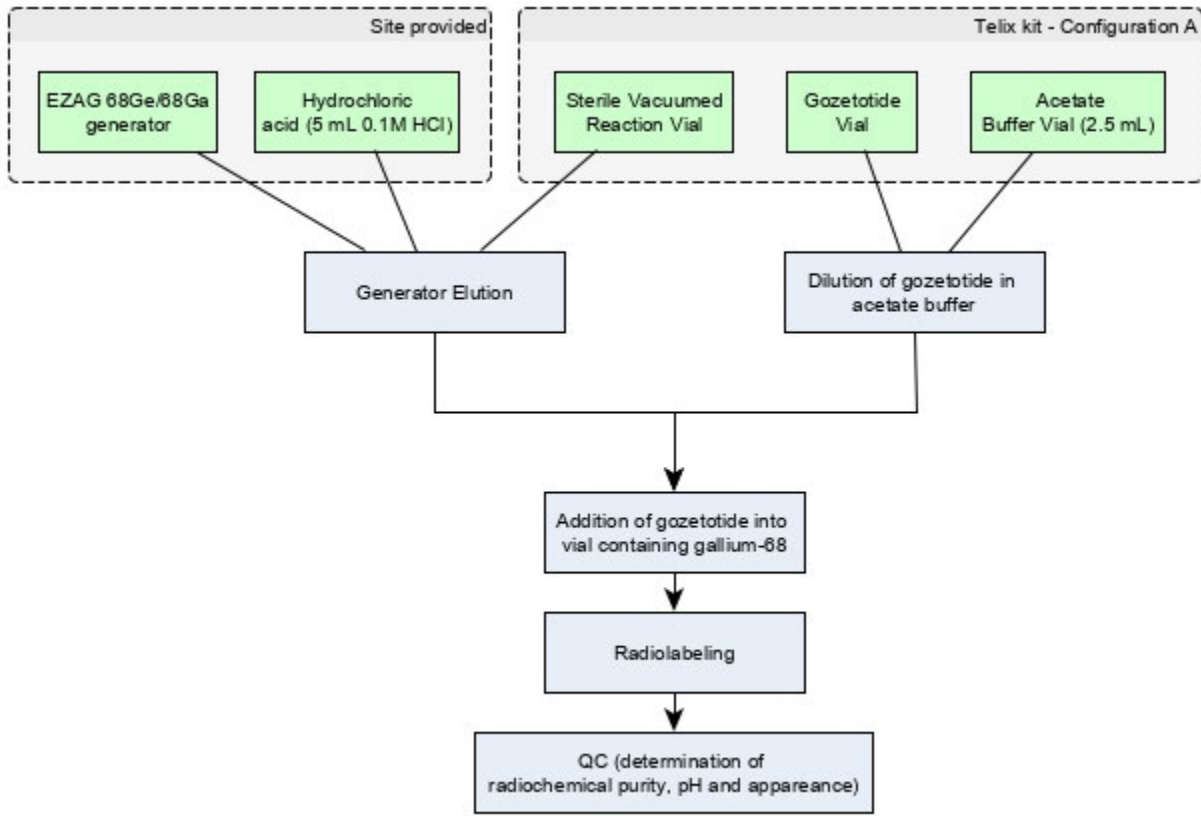 Site provided
Telix kit - Configuration A
EZAG 68Ge/68Ga
generator
Hydrochloric
acid (5 mL 0.1M HCl)
Sterile Vacuumed
Reaction Vial
Gozetotide
Vial
Acetate
Buffer Vial (2.5 mL)
Generator Elution
Dilution of gozetotide in
acetate buffer
Addition of gozetotide into
vial containing gallium-68
Radiolabeling
QC (determination of
radiochemical purity, pH and appareance)